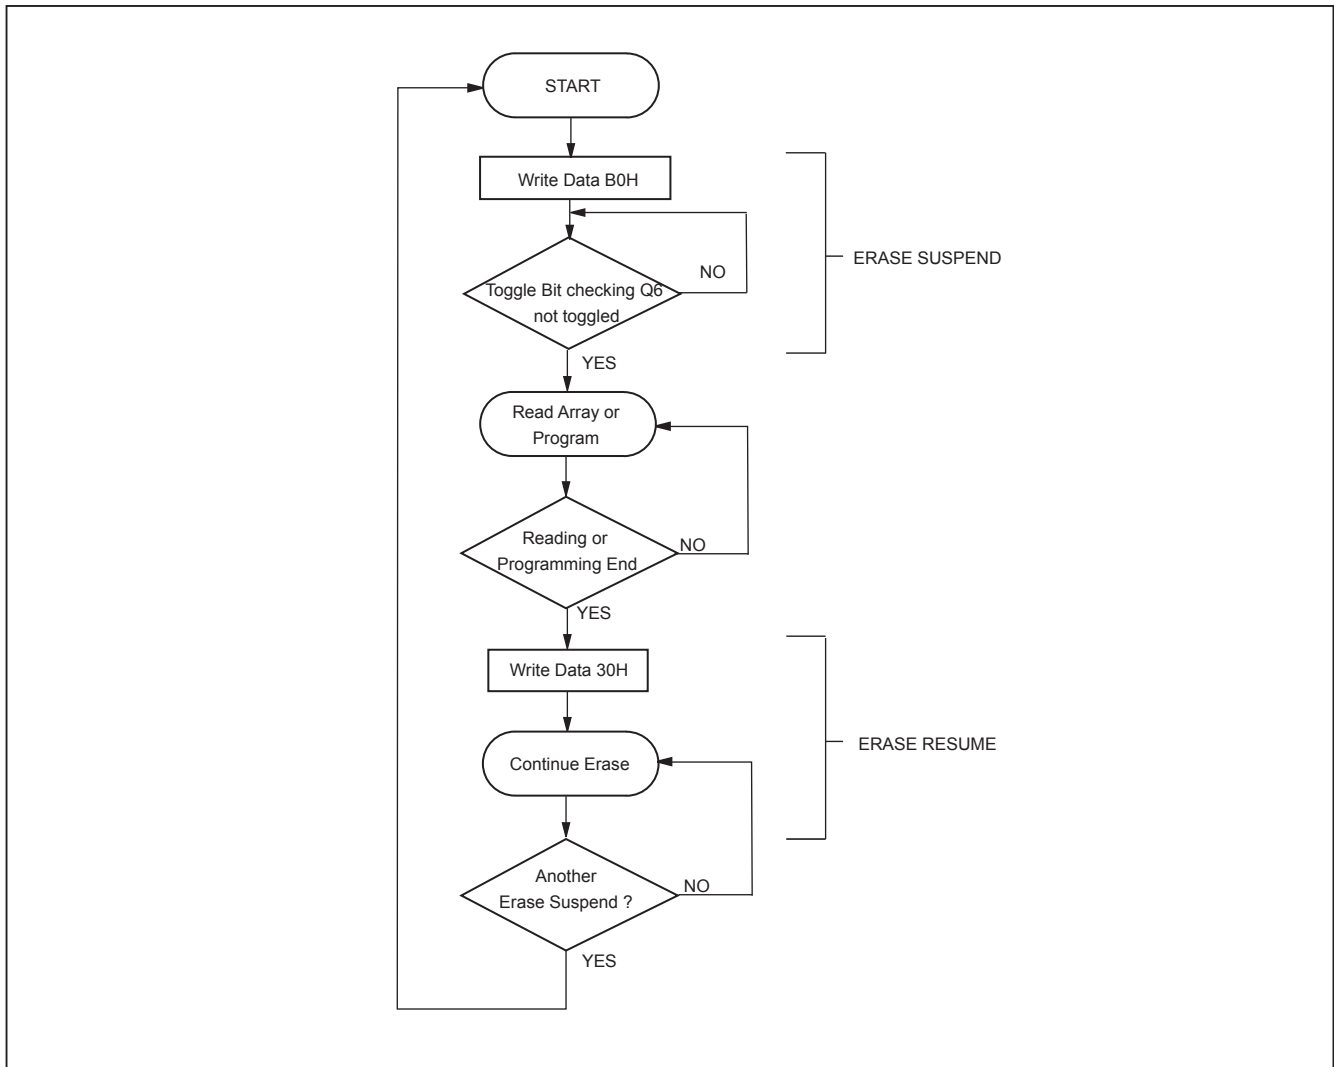 START
Write Data B0H
ERASE SUSPEND
NO
Toggle Bit checking Q6
not toggled
YES
Read Array or
Program
Reading or
Programming End
NO
YES
Write Data 30H
ERASE RESUME
Continue Erase
Another
Erase Suspend ?
NO
YES